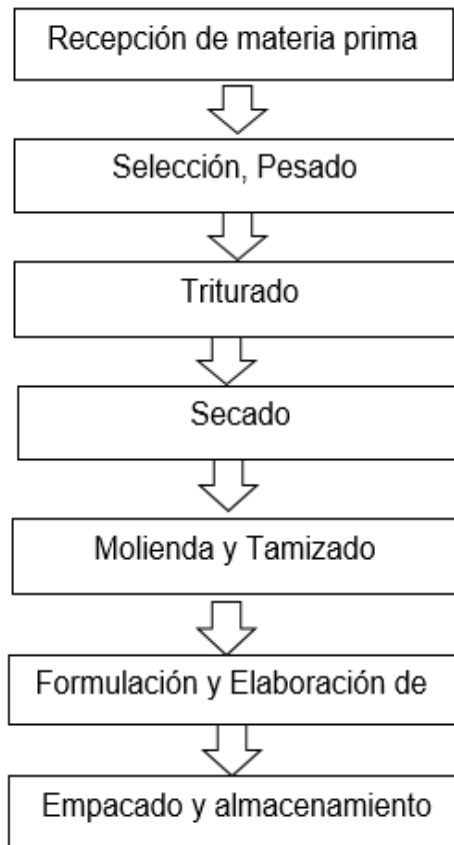 Recepción de materia prima
Selección, Pesado
Triturado
Secado
Molienda y Tamizado
Formulación y Elaboración de
Empacado y almacenamiento